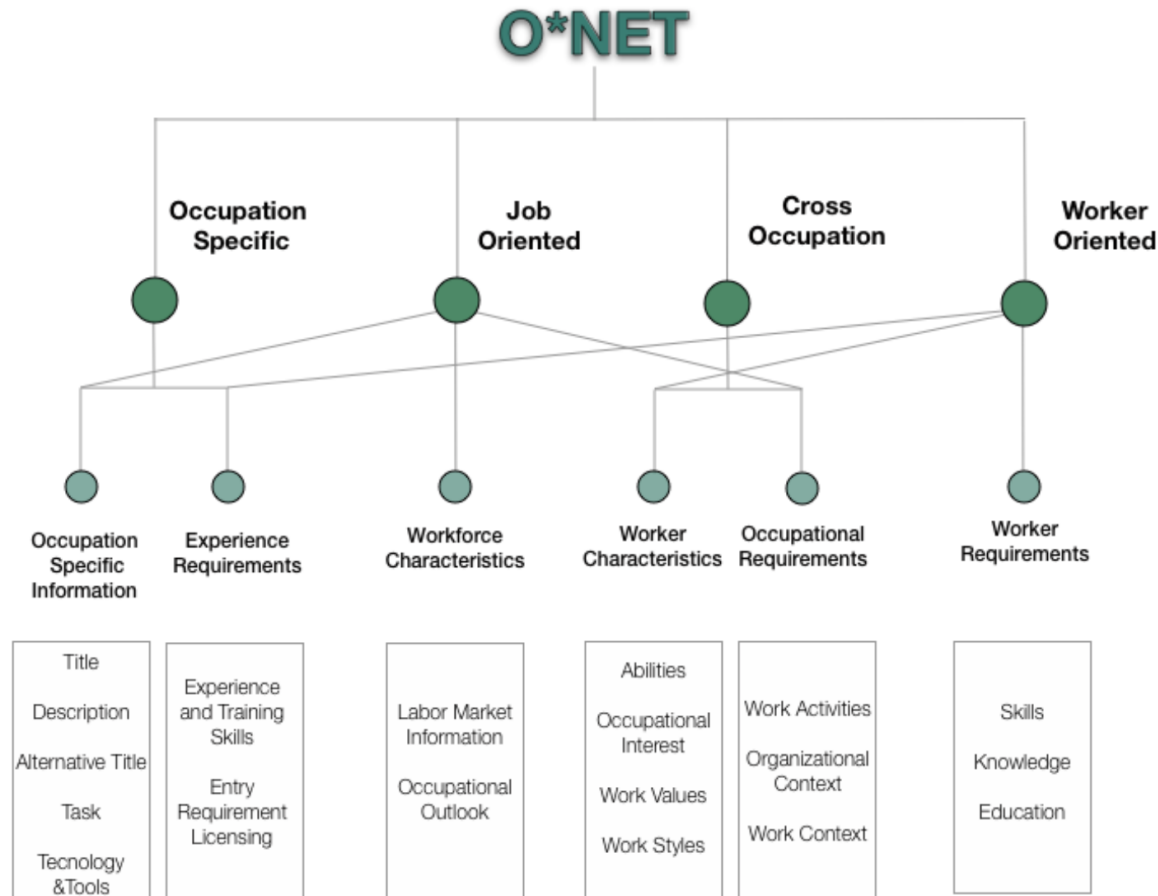 O*NET
Occupation
Specific
Job
Oriented
Cross
Occupation
Worker
Oriented
Occupation
Specific
Information
Experience
Requirements
Workforce
Characteristics
Worker
Characteristics
Occupational
Requirements
Worker
Requirements
Title
Description
Alternative Title
Task
Tecnology
&Tools
Experience
and Training
Skills
Entry
Requirement
Licensing
Labor Market
Information
Occupational
Outlook
Abilities
Occupational
Interest
Work Values
Work Styles
Work Activities
Organizational
Context
Work Context
Skills
Knowledge
Education